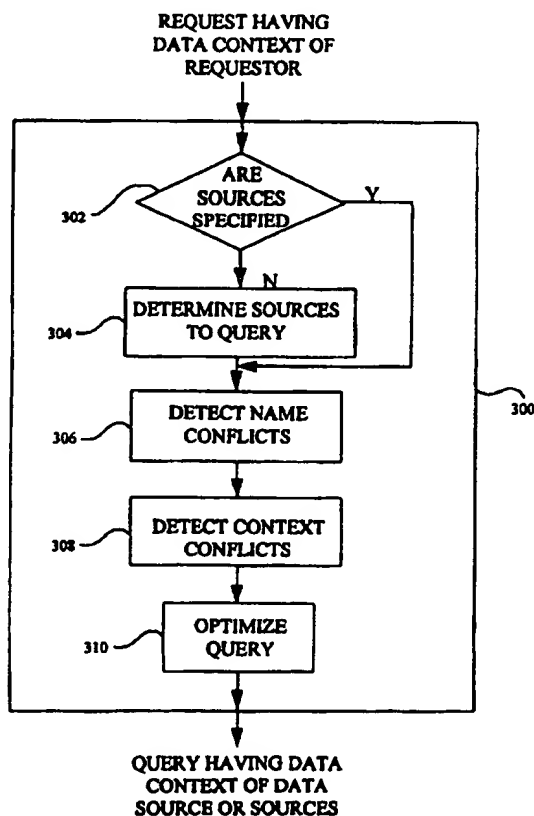 REQUEST HAVING
DATA CONTEXT OF
REQUESTOR
ARE
SOURCES
SPECIFIED
302
Y
N
DETERMINE SOURCES
TO QUERY
304
300
DETECT NAME
CONFLICTS
306
DETECT CONTEXT
CONFLICTS
308
OPTIMIZE
QUERY
310
QUERY HAVING DATA
CONTEXT OF DATA
SOURCE OR SOURCES